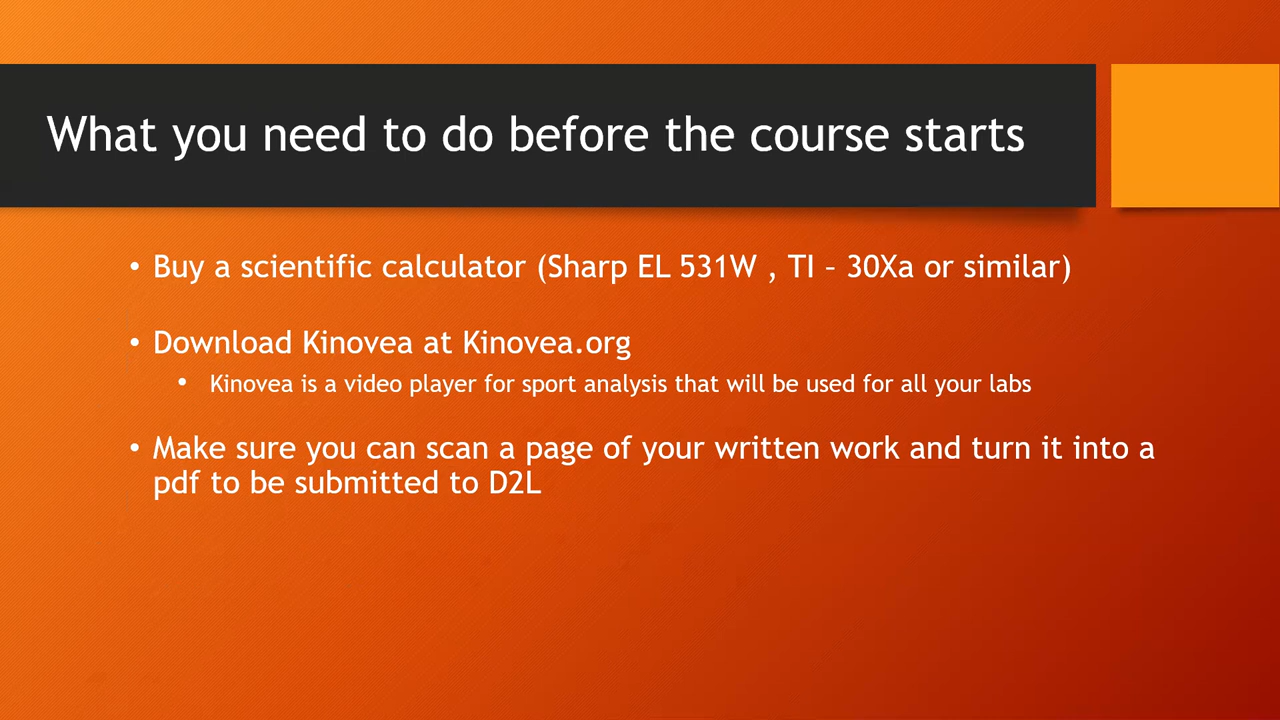 What you need to do before the course starts
• Buy a scientific calculator (Sharp EL 531W , TI – 30Xa or similar)
• Download Kinovea at Kinovea.org
• Kinovea is a video player for sport analysis that will be used for all your labs
• Make sure you can scan a page of your written work and turn it into a
pdf to be submitted to D2L